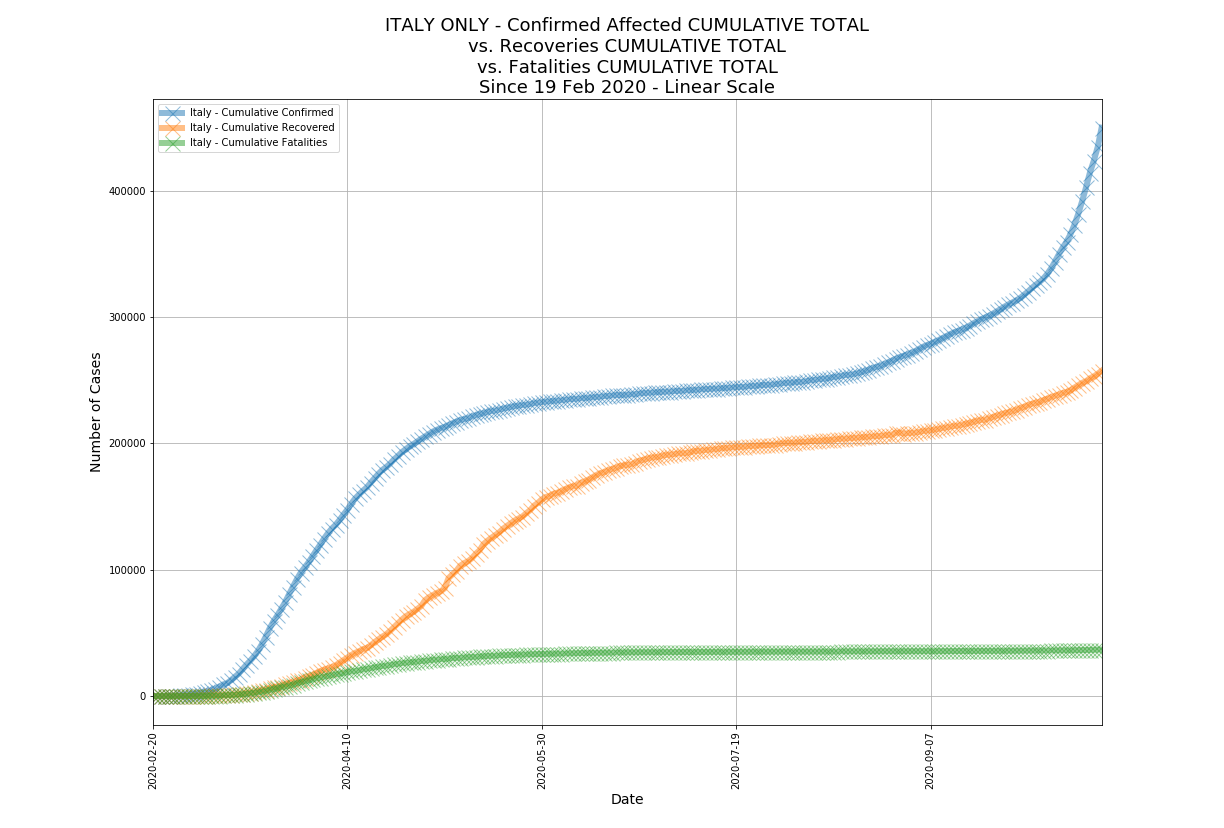 ITALY ONLY - Confirmed Affected CUMULATIVE TOTAL
vs. Recoveries CUMULATIVE TOTAL
vs. Fatalities CUMULATIVE TOTAL
Since 19 Feb 2020 - Linear Scale
Italy - Cumulative Confirmed
Italy - Cumulative Recovered
Italy - Cumulative Fatalities
Number of Cases
400000
300000
200000
100000
0
2020-02-20
2020-04-10
2020-05-30
2020-07-19
2020-09-07
Date